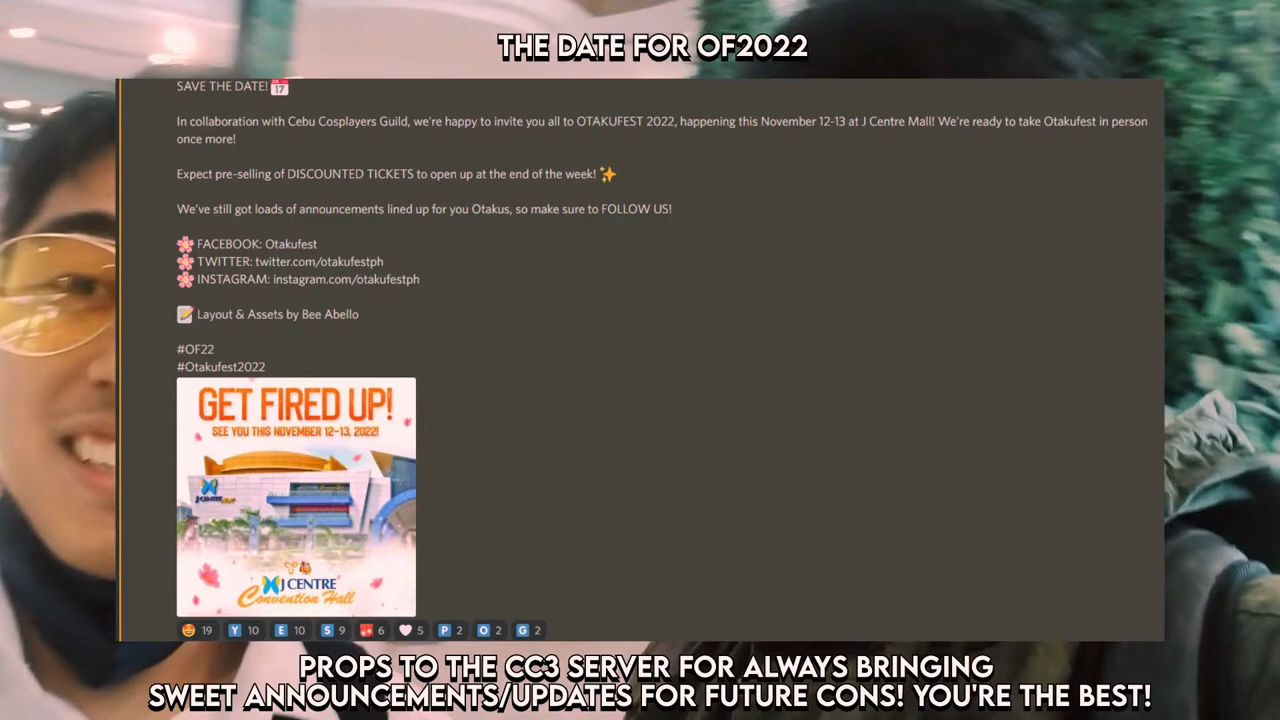 THE DATE FOR OF2022
SAVE THE DATE! 📅
In collaboration with Cebu Cosplayers Guild, we're happy to invite you all to OTAKUFEST 2022, happening this November 12-13 at J Centre Mall! We're ready to take Otakufest in person
once more!
Expect pre-selling of DISCOUNTED TICKETS to open up at the end of the week! ✨
We've still got loads of announcements lined up for you Otakus, so make sure to FOLLOW US!
🌸 FACEBOOK: Otakufest
🌸 TWITTER: twitter.com/otakufestph
🌸 INSTAGRAM: instagram.com/otakufestph
📝 Layout & Assets by Bee Abello
#OF22
#Otakufest2022
GET FIRED UP!
SEE YOU THIS NOVEMBER 12-13, 2022!
J CENTRE
J CENTRE
Convention Hall
🤩 19 🇾 10 🇪 10 🇸 9 6 🤍 5 🇵 2 🇴 2 🇬 2
PROPS TO THE CC3 SERVER FOR ALWAYS BRINGING
SWEET ANNOUNCEMENTS/UPDATES FOR FUTURE CONS! YOU'RE THE BEST!